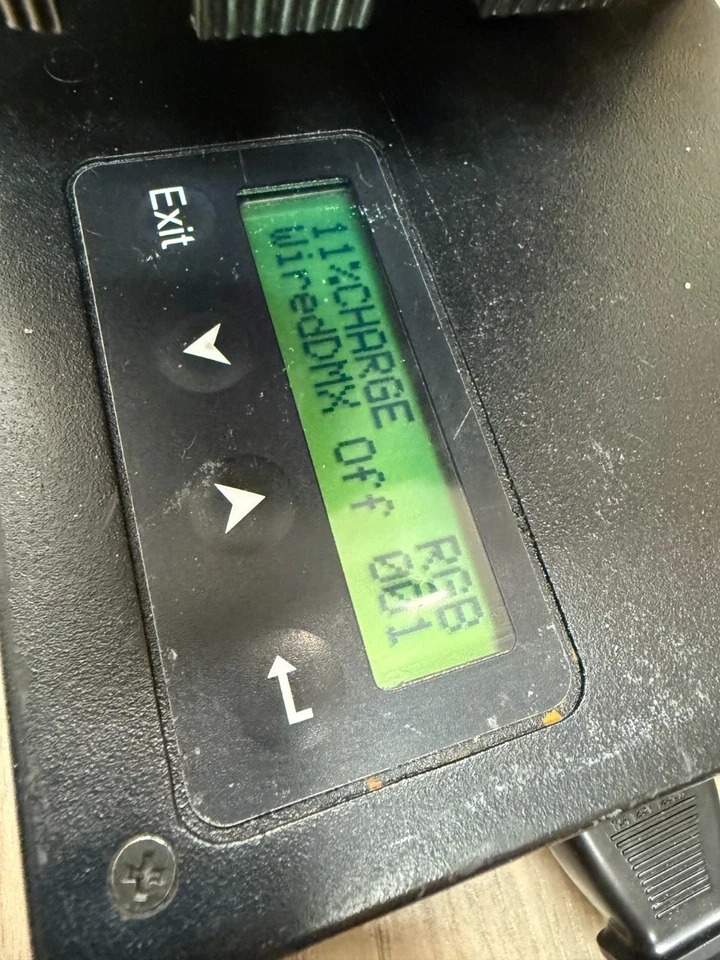 11%CHARGE RGB
WiredDMX Off 001
Exit